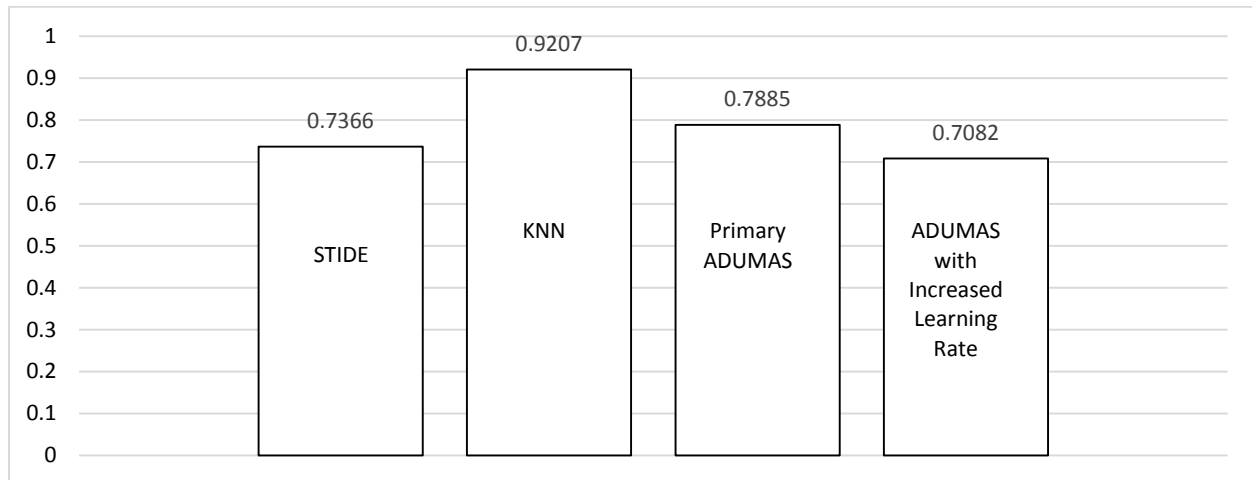 1
0.9
0.8
0.7
0.6
0.5
0.4
0.3
0.2
0.1
0
0.7366
0.9207
0.7885
0.7082
STIDE
KNN
Primary
ADUMAS
ADUMAS
with
Increased
Learning
Rate